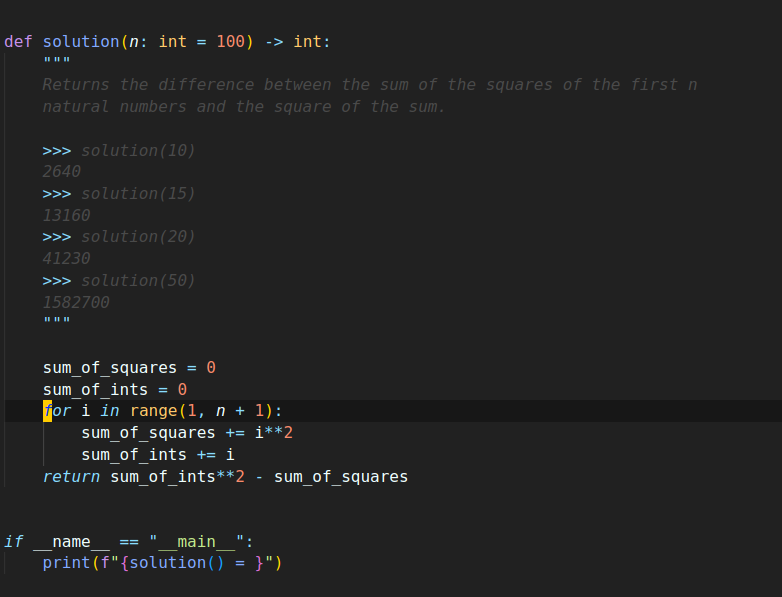 def solution(n: int = 100) -> int:
    """
    Returns the difference between the sum of the squares of the first n
    natural numbers and the square of the sum.

    >>> solution(10)
    2640
    >>> solution(15)
    13160
    >>> solution(20)
    41230
    >>> solution(50)
    1582700
    """

    sum_of_squares = 0
    sum_of_ints = 0
    for i in range(1, n + 1):
        sum_of_squares += i**2
        sum_of_ints += i
    return sum_of_ints**2 - sum_of_squares


if __name__ == "__main__":
    print(f"{solution() = }")